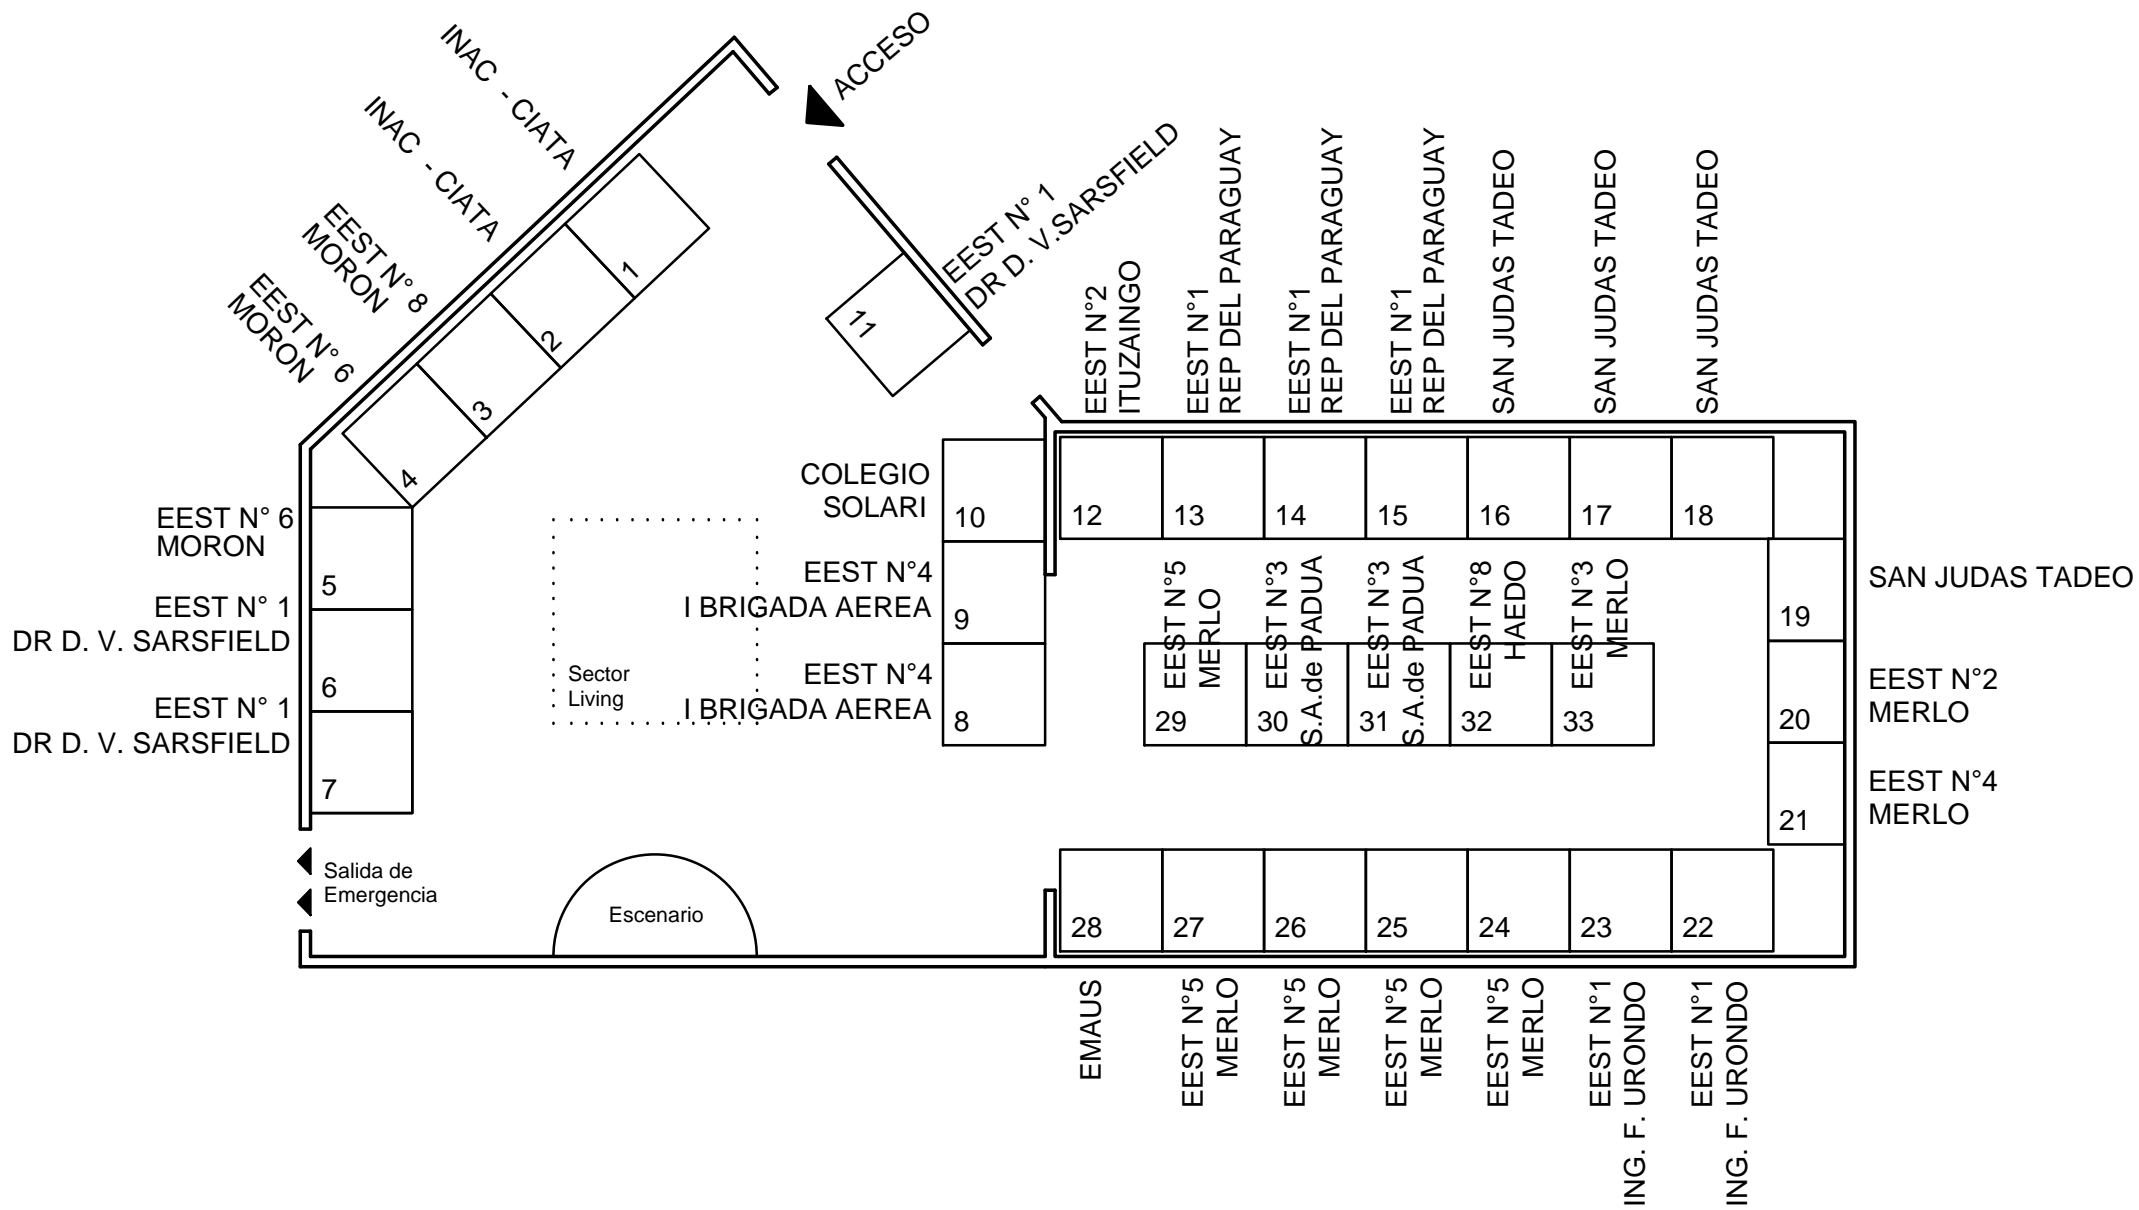 INAC - CIATA
ACCESO
INAC - CIATA
EEST N° 8
MORON
EEST N° 6
MORON
1
2
3
4
EEST N° 1
DR D. V.SARSFIELD
11
EEST N°2
ITUZAINGO
EEST N°1
REP DEL PARAGUAY
EEST N°1
REP DEL PARAGUAY
EEST N°1
REP DEL PARAGUAY
SAN JUDAS TADEO
SAN JUDAS TADEO
SAN JUDAS TADEO
EEST N° 6
MORON
5
EEST N° 1
DR D. V. SARSFIELD
6
EEST N° 1
DR D. V. SARSFIELD
7
Sector
Living
COLEGIO
SOLARI
10
EEST N°4
I BRIGADA AEREA
9
EEST N°4
I BRIGADA AEREA
8
12
13
14
15
16
17
18
EEST N°5
MERLO
29
EEST N°3
S.A.de PADUA
30
EEST N°3
S.A.de PADUA
31
EEST N°8
HAEDO
32
EEST N°3
MERLO
33
19
SAN JUDAS TADEO
20
EEST N°2
MERLO
21
EEST N°4
MERLO
Salida de
Emergencia
Escenario
28
27
26
25
24
23
22
EMAUS
EEST N°5
MERLO
EEST N°5
MERLO
EEST N°5
MERLO
EEST N°5
MERLO
EEST N°1
ING. F. URONDO
EEST N°1
ING. F. URONDO